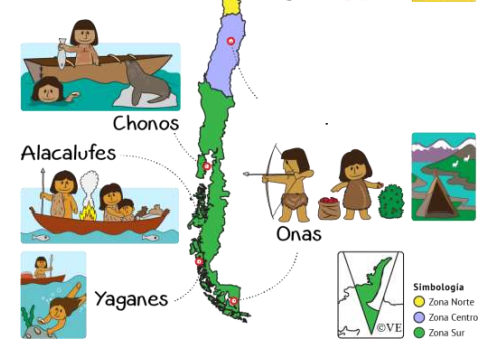 Chonos
Alacalufes
Onas
Yaganes
Simbología
Zona Norte
Zona Centro
Zona Sur
©VE